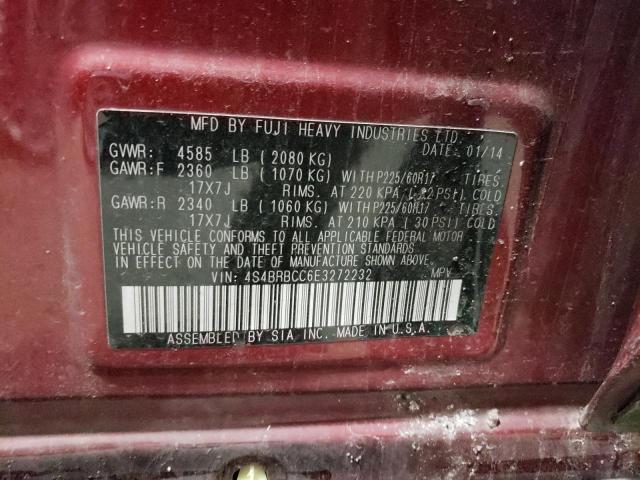 MFD BY FUJI HEAVY INDUSTRIES LTD.
GVWR: 4585 LB (2080 KG) DATE: 01/14
GAWR:F 2360 LB (1070 KG) WITH P225/60R17 TIRES.
17X7J RIMS. AT 220 KPA (32 PSI) COLD
GAWR:R 2340 LB (1060 KG) WITH P225/60R17 TIRES.
17X7J RIMS. AT 210 KPA (30 PSI) COLD
THIS VEHICLE CONFORMS TO ALL APPLICABLE FEDERAL MOTOR
VEHICLE SAFETY AND THEFT PREVENTION STANDARDS
IN EFFECT ON THE DATE OF MANUFACTURE SHOWN ABOVE.
VIN: 4S4BRBCC6E3272232 MPV
ASSEMBLED BY SIA INC. MADE IN U.S.A.